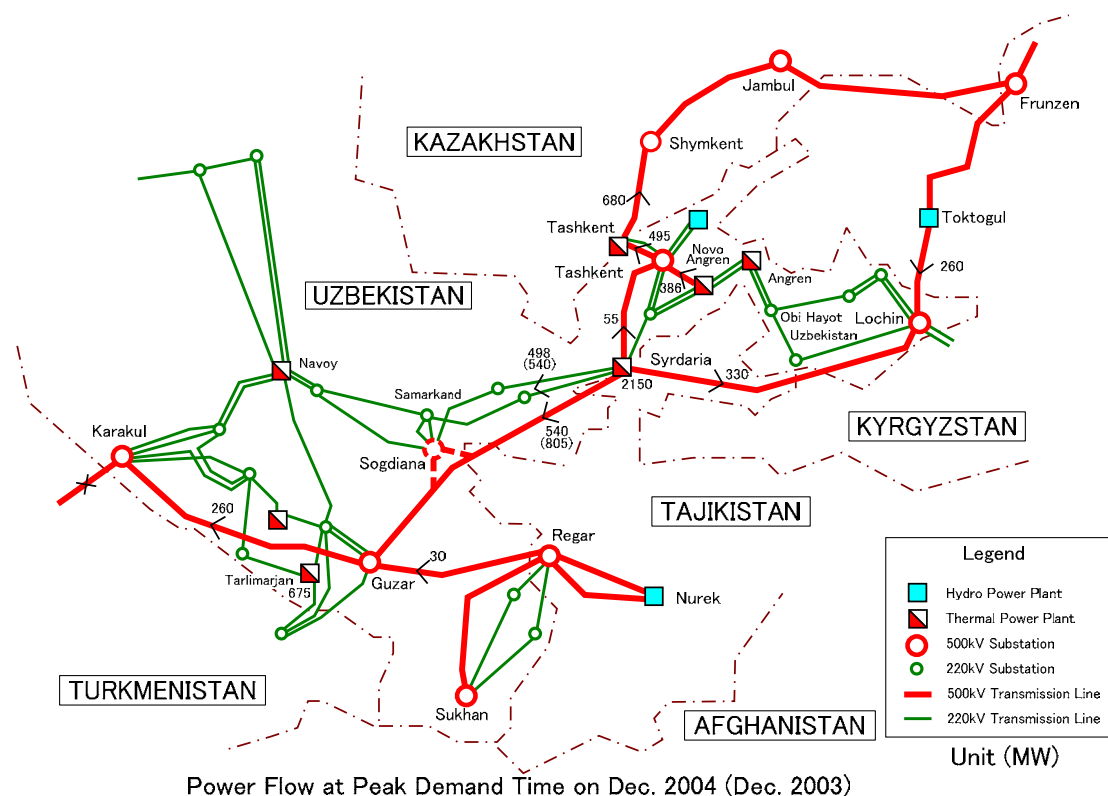 Jambul
Frunzen
KAZAKHSTAN
Shymkent
680
Toktogul
Tashkent
495
Novo
Angren
Tashkent
386
Angren
260
UZBEKISTAN
55
Obi Hayot
Uzbekistan
Lochin
Navoy
498
(540)
Syrdaria
2150
330
Samarkand
540
(805)
KYRGYZSTAN
Karakul
Sogdiana
260
TAJIKISTAN
Regar
30
Tarlimarjan
675
Guzar
Nurek
TURKMENISTAN
Sukhan
AFGHANISTAN
Legend
Hydro Power Plant
Thermal Power Plant
500kV Substation
220kV Substation
500kV Transmission Line
220kV Transmission Line
Unit (MW)
Power Flow at Peak Demand Time on Dec. 2004 (Dec. 2003)